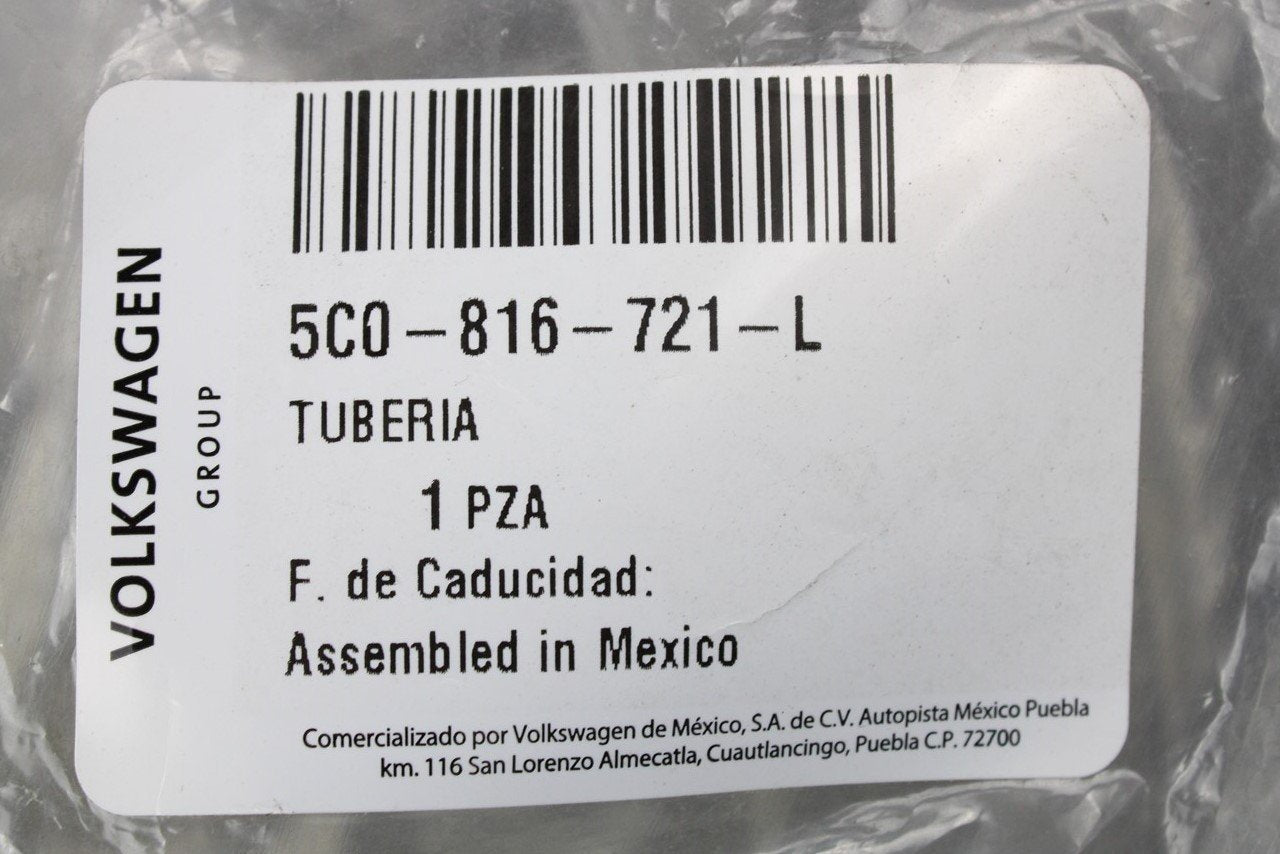 VOLKSWAGEN
GROUP
5C0-816-721-L
TUBERIA
1 PZA
F. de Caducidad:
Assembled in Mexico
Comercializado por Volkswagen de México, S.A. de C.V. Autopista México Puebla
km. 116 San Lorenzo Almecatla, Cuautlancingo, Puebla C.P. 72700